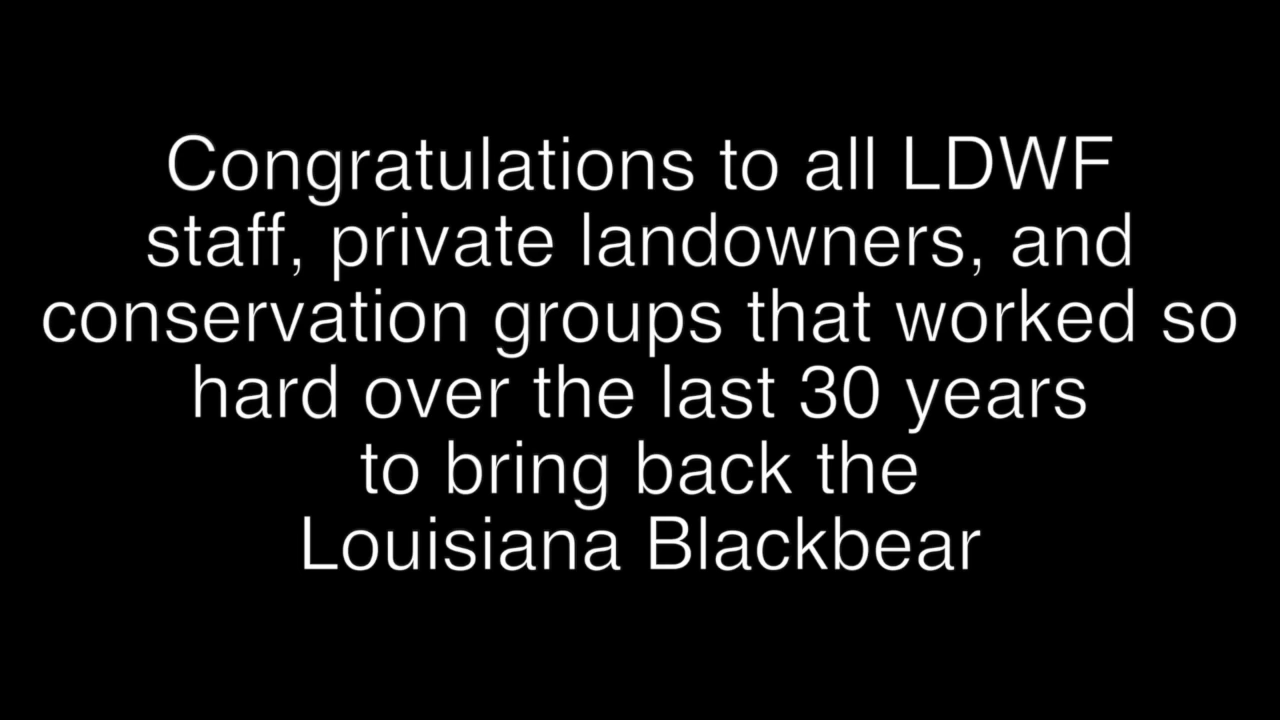 Congratulations to all LDWF
staff, private landowners, and
conservation groups that worked so
hard over the last 30 years
to bring back the
Louisiana Blackbear